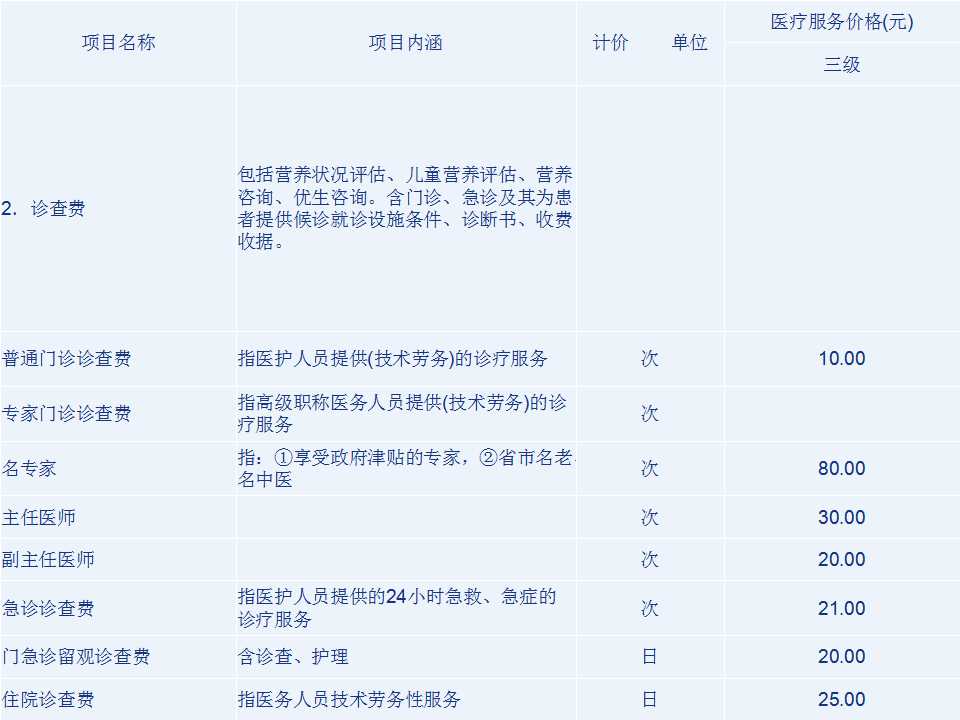 项目名称 项目内涵 计价 单位 医疗服务价格(元)
三级
2. 诊查费 包括营养状况评估、儿童营养评估、营养
咨询、优生咨询。含门诊、急诊及其为患
者提供候诊就诊设施条件、诊断书、收费
收据。
普通门诊诊查费 指医护人员提供(技术劳务)的诊疗服务 次 10.00
专家门诊诊查费 指高级职称医务人员提供(技术劳务)的诊
疗服务 次
名专家 指：①享受政府津贴的专家，②省市名老、
名中医 次 80.00
主任医师 次 30.00
副主任医师 次 20.00
急诊诊查费 指医护人员提供的24小时急救、急症的
诊疗服务 次 21.00
门急诊留观诊查费 含诊查、护理 日 20.00
住院诊查费 指医务人员技术劳务性服务 日 25.00